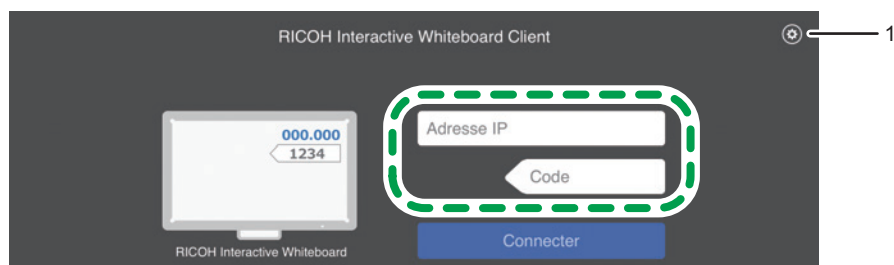 RICOH Interactive Whiteboard Client
1
000.000
1234
Adresse IP
Code
Connecter
RICOH Interactive Whiteboard